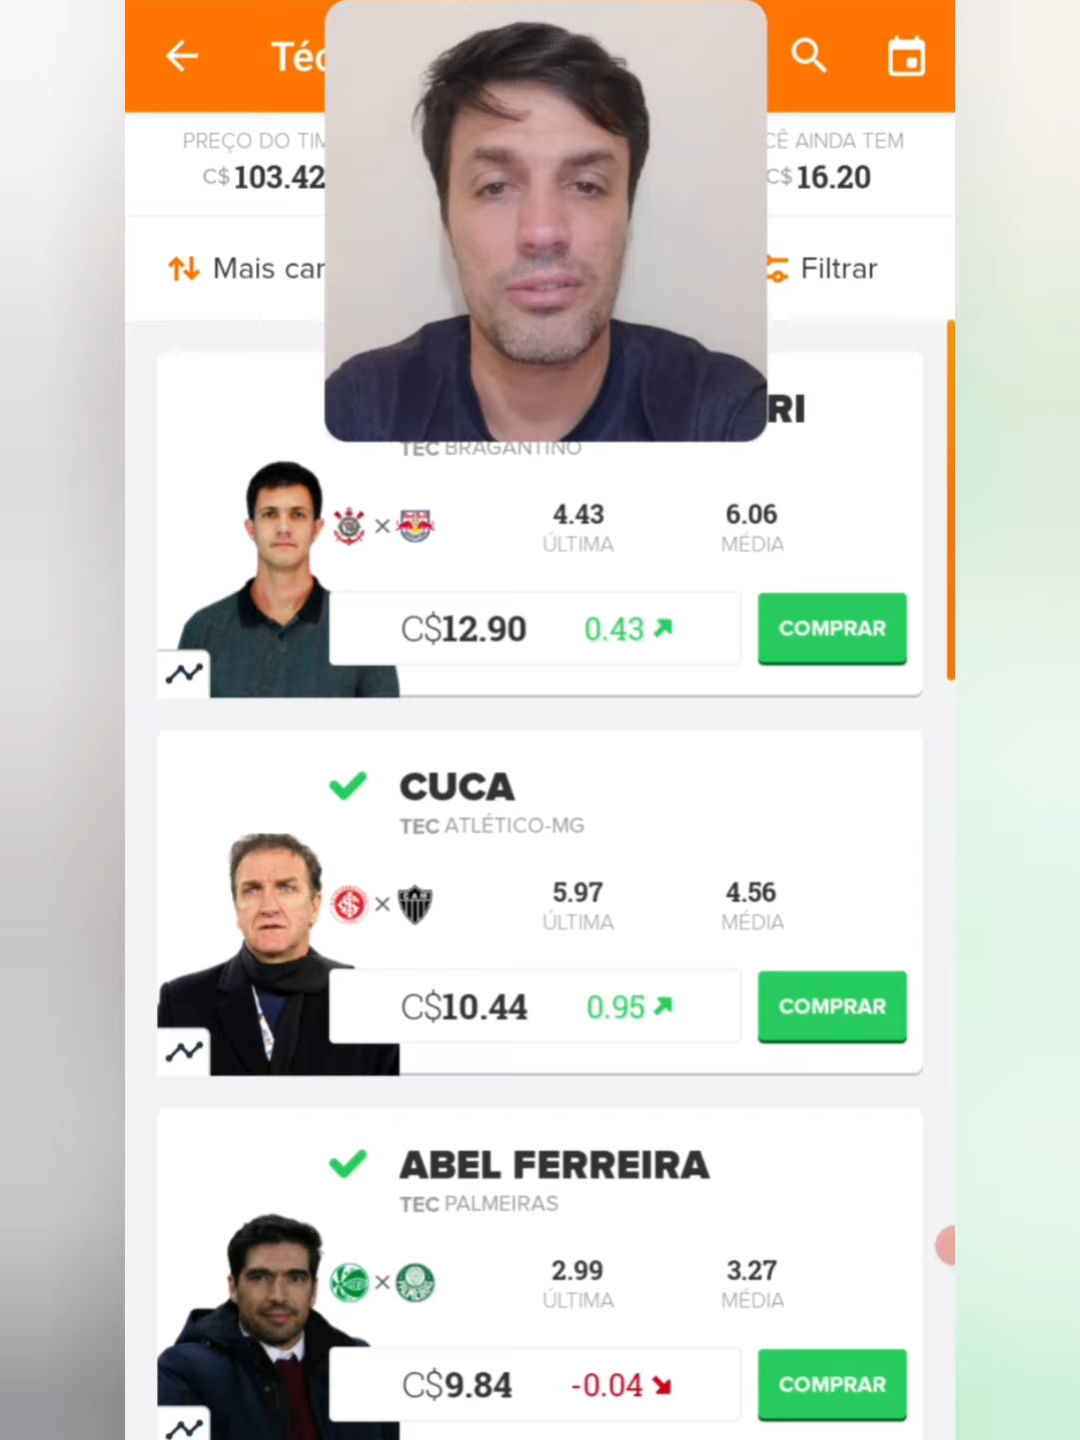 Téc
PREÇO DO TIM
CÊ AINDA TEM
C$ 103.42
C$ 16.20
Mais car
Filtrar
RI
TEC BRAGANTINO
4.43
6.06
ÚLTIMA
MÉDIA
C$12.90
0.43
COMPRAR
CUCA
TEC ATLÉTICO-MG
5.97
4.56
ÚLTIMA
MÉDIA
C$10.44
0.95
COMPRAR
ABEL FERREIRA
TEC PALMEIRAS
2.99
3.27
ÚLTIMA
MÉDIA
C$9.84
-0.04
COMPRAR